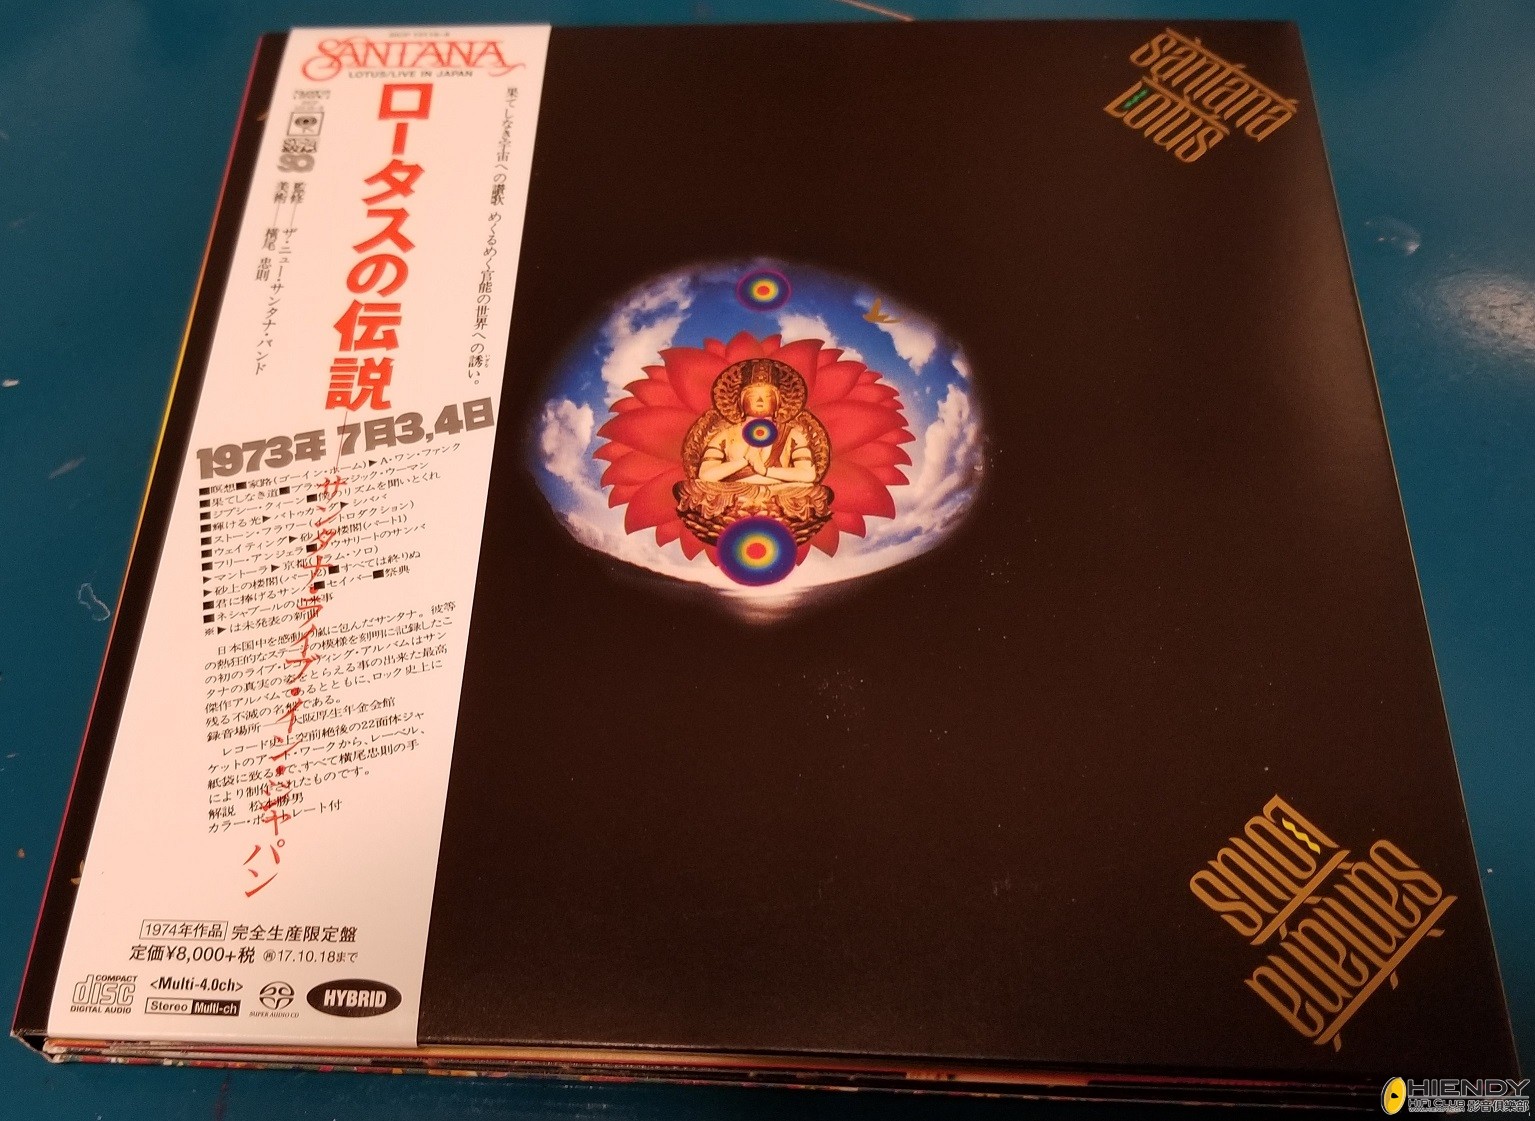 SANTANA
LOTUS/LIVE IN JAPAN
果てしなき宇宙への讃歌 めくるめく官能の世界への誘い。
ロータスの伝説
監修──ザ・ニュー・サンタナ・バンド
美術──横尾 忠則
1973年 7月3,4日
サンタナ・ライブ・イン・ジャパン
■瞑想■家路(ゴーイン・ホーム)▶A・ワン・ファンク
■果てしなき道■ブラック・マジック・ウーマン
■ジプシー・クィーン■僕のリズムを聞いとくれ
■輝ける光▶バトゥカーダ▶シバババ
■ストーン・フラワー(イントロダクション)
■ウェイティング▶砂上の楼閣(パート1)
■フリー・アンジェラ■ソウサリートのサンバ
▶マントーラ▶京都(ドラム・ソロ)
▶砂上の楼閣(パート2)■すべては終りぬ
■君に捧げるサンバ■セイバー■祭典
■ネシャブールの出来事
※▶は未発表の新曲
日本国中を感動の嵐に包んだサンタナ。彼等
の熱狂的なステージの模様を刻明に記録したこ
の初のライブ・レコーディング・アルバムはサン
タナの真実の姿をとらえる事の出来た最高
傑作アルバムであるとともに、ロック史上に
残る不滅の名盤である。
録音場所──大阪厚生年金会館
レコード史上空前絶後の22面体ジャ
ケットのアート・ワークから、レーベル、
紙袋に致るまで、すべて横尾忠則の手
により制作されたものです。
解説 松本勝男
カラー・ポートレート付
1974年作品 完全生産限定盤
定価¥8,000+税 ㊕17.10.18まで
COMPACT
disc
DIGITAL AUDIO
<Multi-4.0ch>
Stereo Multi-ch
SUPER AUDIO CD
HYBRID
santana
Lotus
Lotus
santana
HIENDY
影音俱樂部